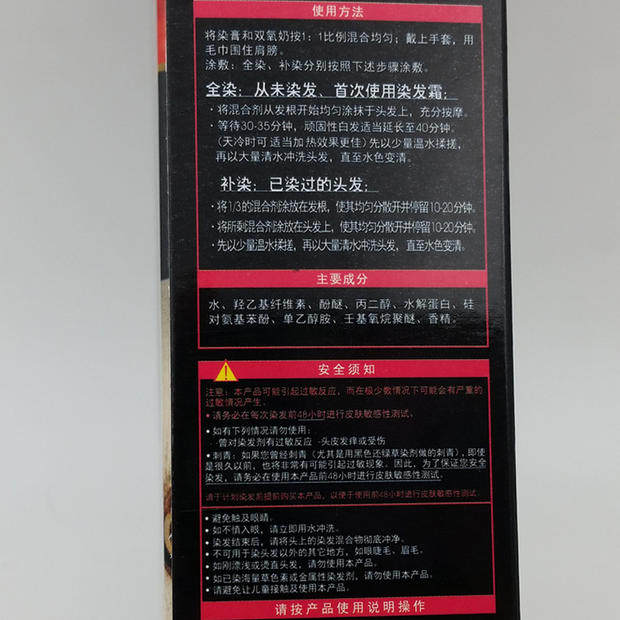 使用方法
将染膏和双氧奶按1：1比例混合均匀；戴上手套，用
毛巾围住肩膀。
涂敷：全染、补染分别按照下述步骤涂敷。
全染：从未染发、首次使用染发霜：
·将混合剂从发根开始均匀涂抹于头发上，充分按摩。
·等待30-35分钟，顽固性白发适当延长至40分钟。
(天冷时可适当加热效果更佳)先以少量温水揉搓，
再以大量清水冲洗头发，直至水色变清。
补染：已染过的头发：
·将1/3的混合剂涂放在发根，使其均匀分散开并停留10-20分钟。
·将所剩混合剂涂放在头发上，使其均匀分散开并停留10-20分钟。
·先以少量温水揉搓，再以大量清水冲洗头发，直至水色变清。
主要成分
水、羟乙基纤维素、酚醚、丙二醇、水解蛋白、硅
对氨基苯酚、单乙醇胺、壬基氧烷聚醚、香精。
安全须知
注意：本产品可能引起过敏反应，而在极少数情况下可能会有严重的
过敏情况产生。
·请务必在每次染发前48小时进行皮肤敏感性测试。
·如有下列情况请勿使用：
-曾对染发剂有过敏反应 -头皮发痒或受伤
·刺青：如果您曾经刺青（尤其是用黑色还绿草染剂做的刺青），即使
是很久以前，也将非常有可能引起过敏现象。因此，为了保证您安全
染发，请务必在使用本产品前48小时进行皮肤敏感性测试。
请于计划染发前提前购买本产品，以便于使用前48小时进行皮肤敏感性测试。
·避免触及眼睛。
·如不慎入眼，请立即用水冲洗。
·染发结束后，请将头上的染发混合物彻底冲净。
·不可用于染头发以外的其它地方，如眼睫毛、眉毛。
·如刚漂浅或烫直头发，请勿使用本产品。
·如已染海量草色素或金属性染发剂，请勿使用本产品。
·请避免让儿童接触及使用本产品。
请按产品使用说明操作